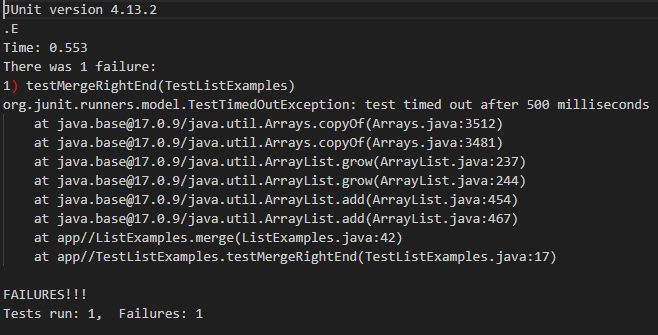 JUnit version 4.13.2
.E
Time: 0.553
There was 1 failure:
1) testMergeRightEnd(TestListExamples)
org.junit.runners.model.TestTimedOutException: test timed out after 500 milliseconds
    at java.base@17.0.9/java.util.Arrays.copyOf(Arrays.java:3512)
    at java.base@17.0.9/java.util.Arrays.copyOf(Arrays.java:3481)
    at java.base@17.0.9/java.util.ArrayList.grow(ArrayList.java:237)
    at java.base@17.0.9/java.util.ArrayList.grow(ArrayList.java:244)
    at java.base@17.0.9/java.util.ArrayList.add(ArrayList.java:454)
    at java.base@17.0.9/java.util.ArrayList.add(ArrayList.java:467)
    at app//ListExamples.merge(ListExamples.java:42)
    at app//TestListExamples.testMergeRightEnd(TestListExamples.java:17)

FAILURES!!!
Tests run: 1,  Failures: 1